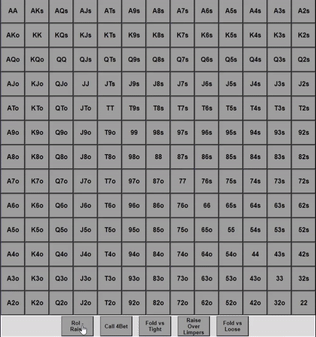 AA AKs AQs AJs ATs A9s A8s A7s A6s A5s A4s A3s A2s
AKo KK KQs KJs KTs K9s K8s K7s K6s K5s K4s K3s K2s
AQo KQo QQ QJs QTs Q9s Q8s Q7s Q6s Q5s Q4s Q3s Q2s
AJo KJo QJo JJ JTs J9s J8s J7s J6s J5s J4s J3s J2s
ATo KTo QTo JTo TT T9s T8s T7s T6s T5s T4s T3s T2s
A9o K9o Q9o J9o T9o 99 98s 97s 96s 95s 94s 93s 92s
A8o K8o Q8o J8o T8o 98o 88 87s 86s 85s 84s 83s 82s
A7o K7o Q7o J7o T7o 97o 87o 77 76s 75s 74s 73s 72s
A6o K6o Q6o J6o T6o 96o 86o 76o 66 65s 64s 63s 62s
A5o K5o Q5o J5o T5o 95o 85o 75o 65o 55 54s 53s 52s
A4o K4o Q4o J4o T4o 94o 84o 74o 64o 54o 44 43s 42s
A3o K3o Q3o J3o T3o 93o 83o 73o 63o 53o 43o 33 32s
A2o K2o Q2o J2o T2o 92o 82o 72o 62o 52o 42o 32o 22
Call 4Bet
Fold vs
Tight
Raise
Over
Limpers
Fold vs
Loose